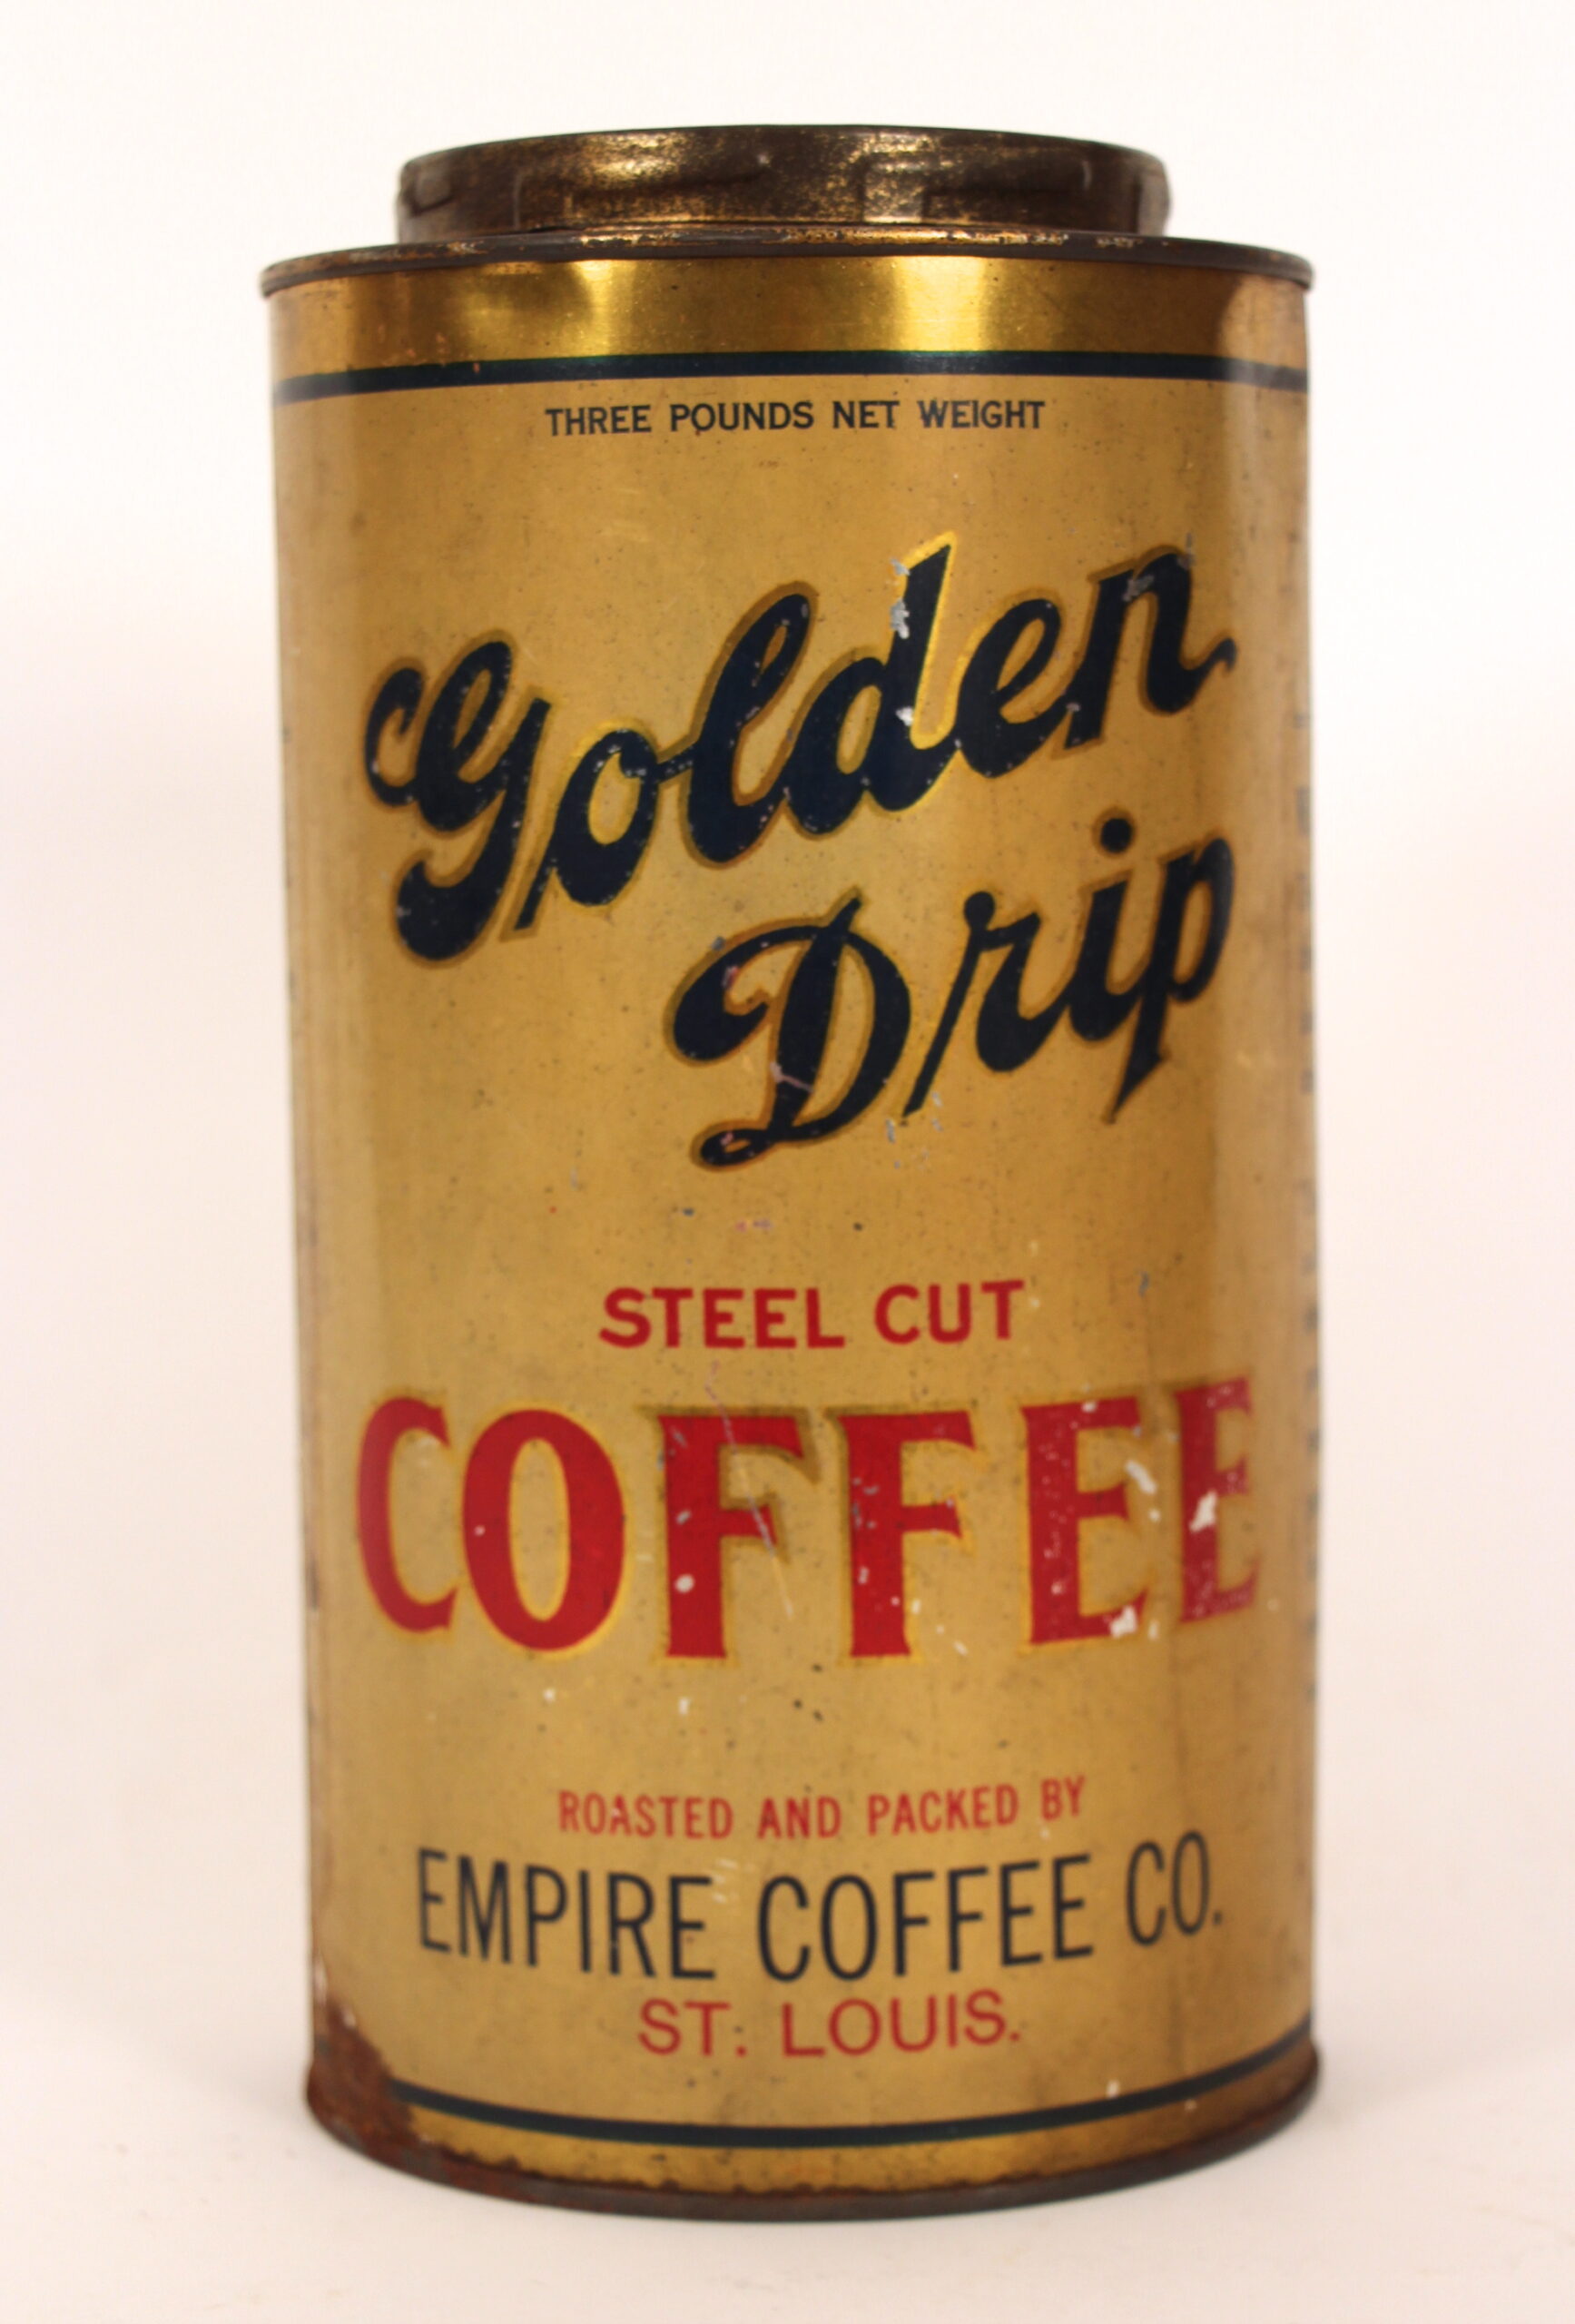 THREE POUNDS NET WEIGHT
Golden
Drip
STEEL CUT
COFFEE
ROASTED AND PACKED BY
EMPIRE COFFEE CO.
ST. LOUIS.